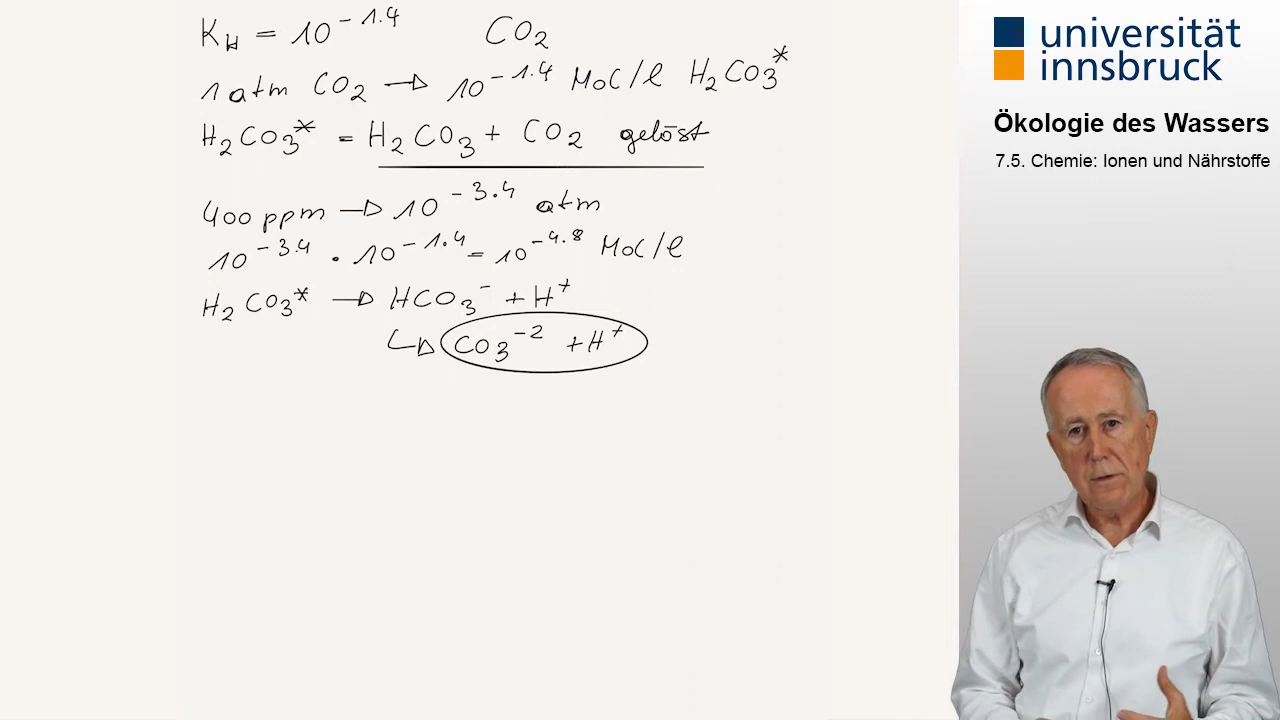 K_H = 10^-1.4 CO₂
1 atm CO₂ → 10^-1.4 Mol/l H₂CO₃*
H₂CO₃* = H₂CO₃ + CO₂ gelöst
400 ppm → 10^-3.4 atm
10^-3.4 · 10^-1.4 = 10^-4.8 Mol/l
H₂CO₃* → HCO₃⁻ + H⁺
↳ CO₃⁻² + H⁺
universität
innsbruck
Ökologie des Wassers
7.5. Chemie: Ionen und Nährstoffe